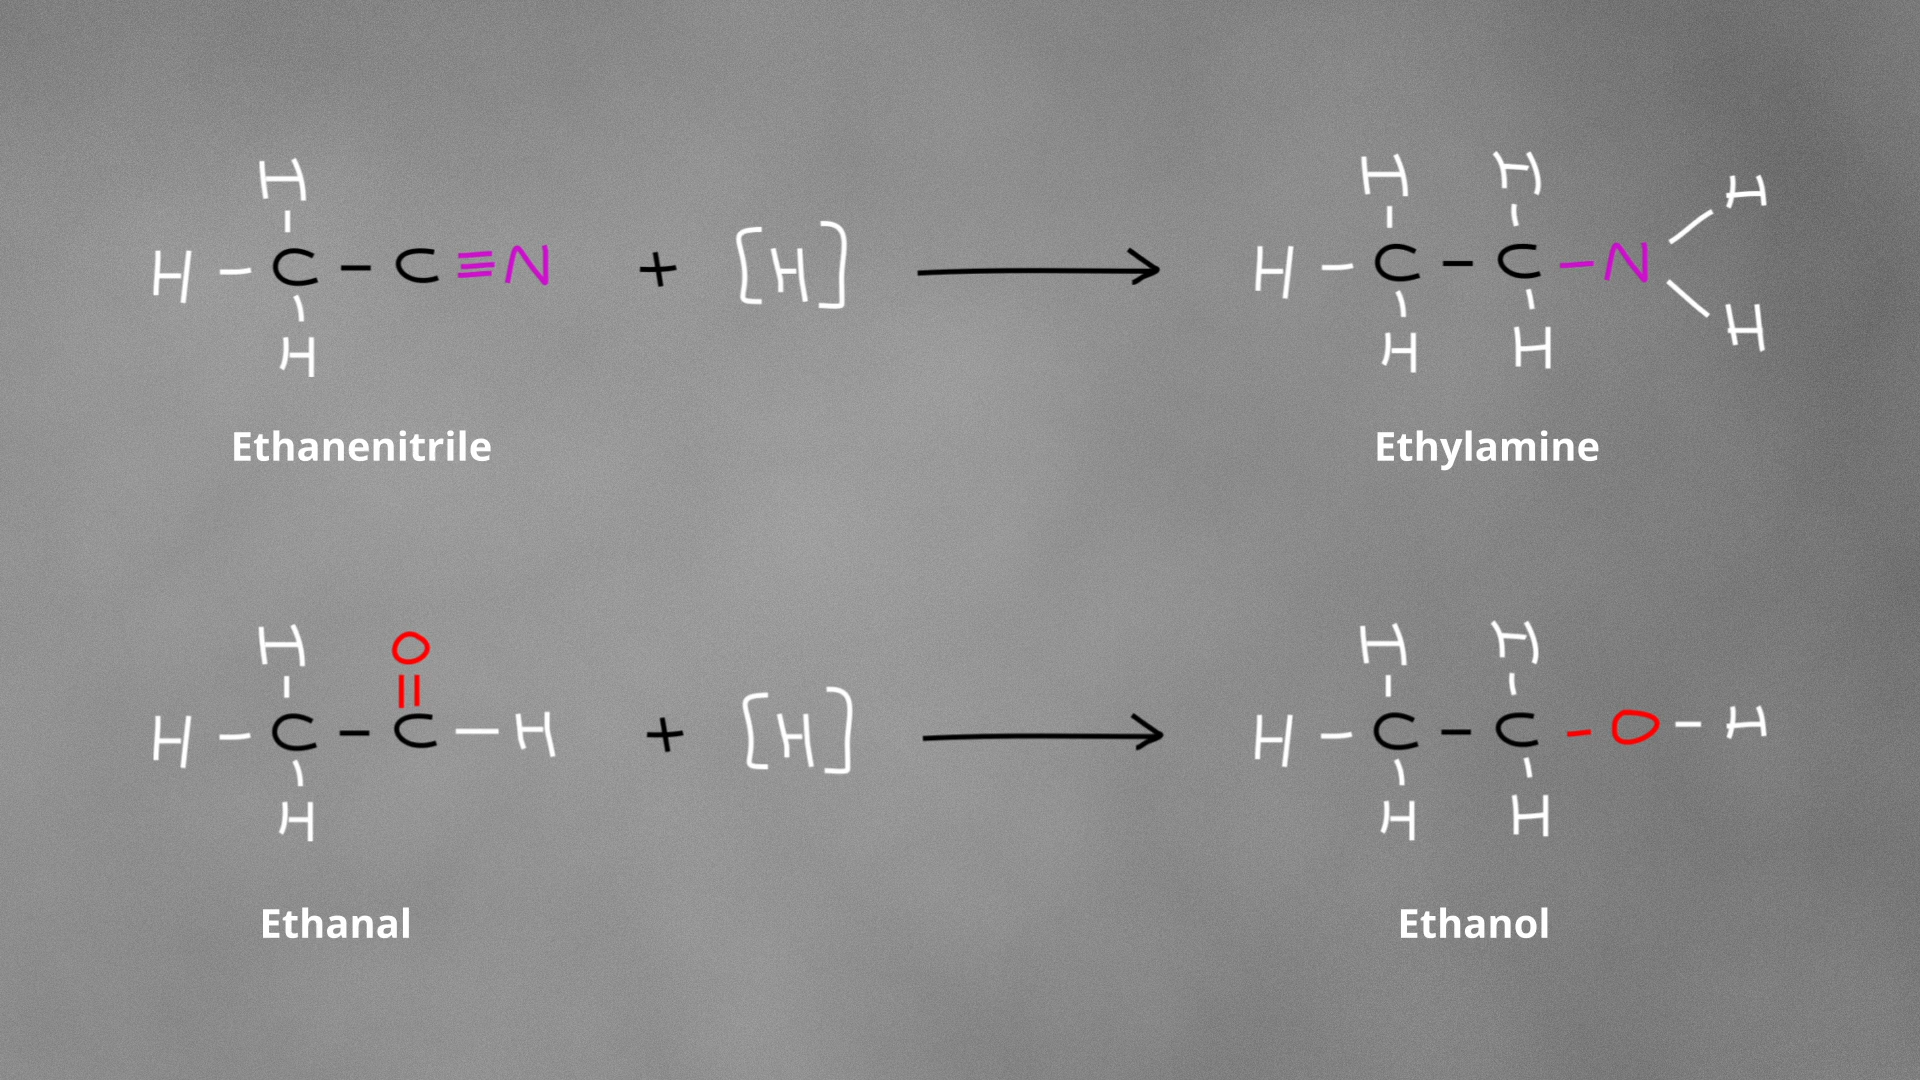 H H H
H - C - C ≡ N + [H] → H - C - C - N H
H H H H
Ethanenitrile Ethylamine
H O H H
H - C - C - H + [H] → H - C - C - O - H
H H H
Ethanal Ethanol